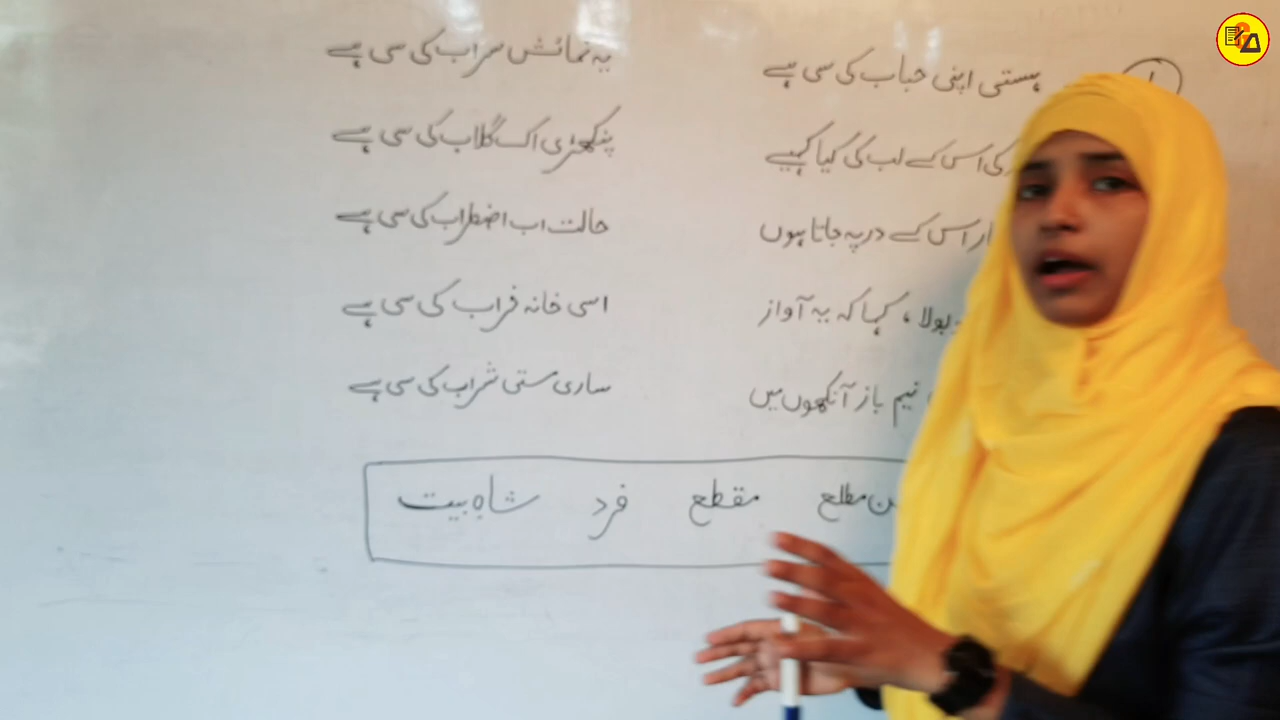 ہستی اپنی حباب کی سی ہے یہ نمائش سراب کی سی ہے
کی اس کے لب کی کیا کہیے پنکھڑی اک گلاب کی سی ہے
اس کے در پہ جاتا ہوں حالت اب اضطراب کی سی ہے
بولا، کہا کہ یہ آواز اسی خانہ خراب کی سی ہے
نیم باز آنکھوں میں ساری مستی شراب کی سی ہے
مطلع مقطع فرد شاہِ بیت